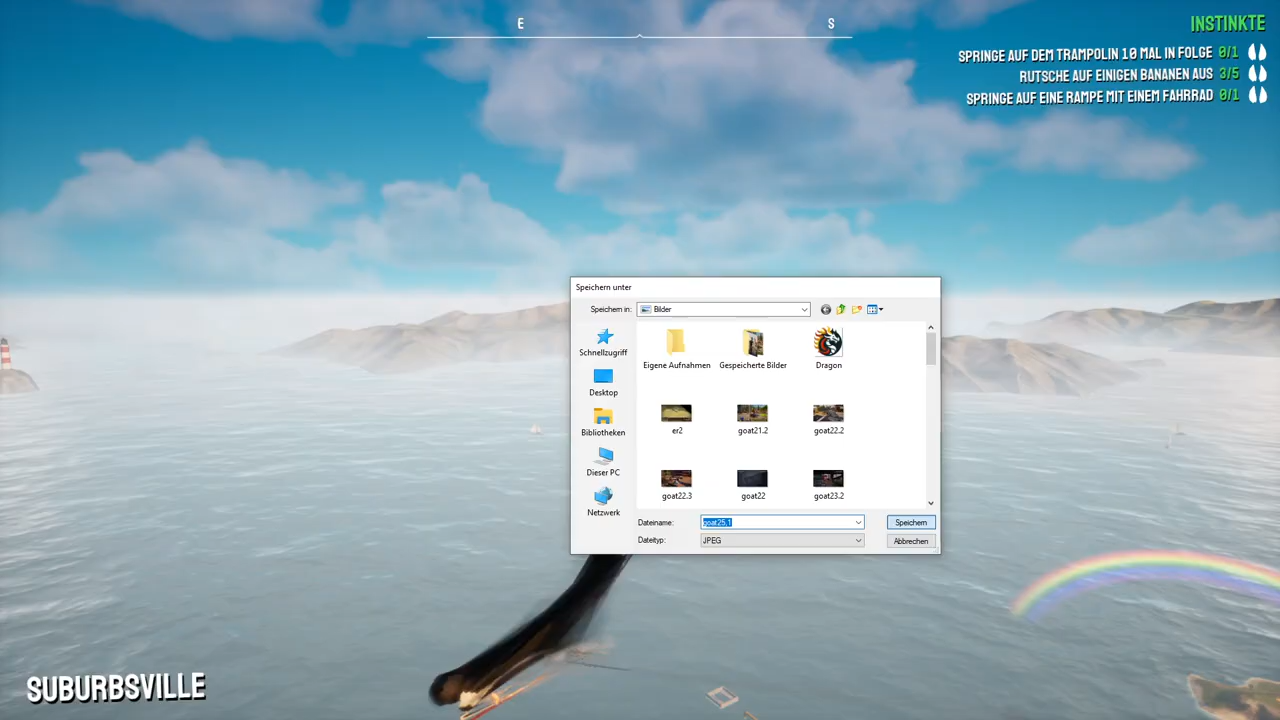 E S
INSTINKTE
SPRINGE AUF DEM TRAMPOLIN 10 MAL IN FOLGE 0/1
RUTSCHE AUF EINIGEN BANANEN AUS 3/5
SPRINGE AUF EINE RAMPE MIT EINEM FAHRRAD 0/1
Speichern unter
Speichern in: Bilder
Schnellzugriff
Desktop
Bibliotheken
Dieser PC
Netzwerk
Eigene Aufnahmen Gespeicherte Bilder Dragon
er2 goat21.2 goat22.2
goat22.3 goat22 goat23.2
Dateiname: goat25,1 Speichern
Dateityp: JPEG Abbrechen
SUBURBSVILLE